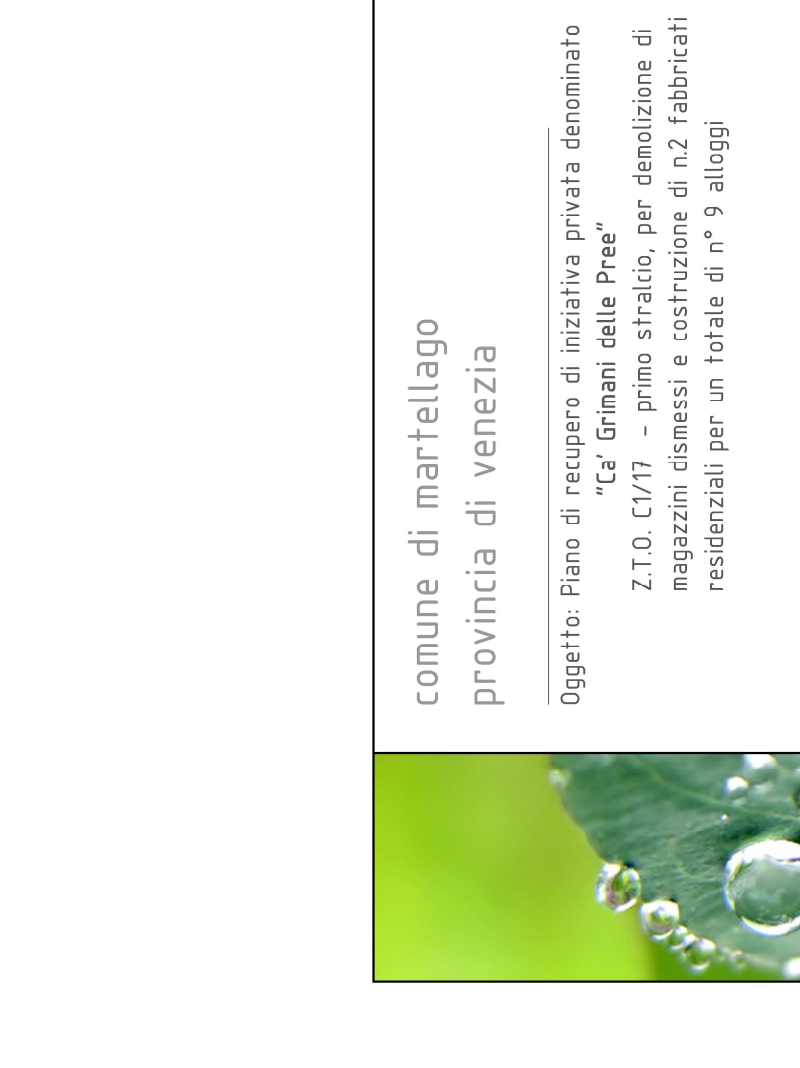 comune di martellago
provincia di venezia
Oggetto: Piano di recupero di iniziativa privata denominato
"Ca' Grimani delle Pree"
Z.T.O. C1/17 - primo stralcio, per demolizione di
magazzini dismessi e costruzione di n.2 fabbricati
residenziali per un totale di n° 9 alloggi